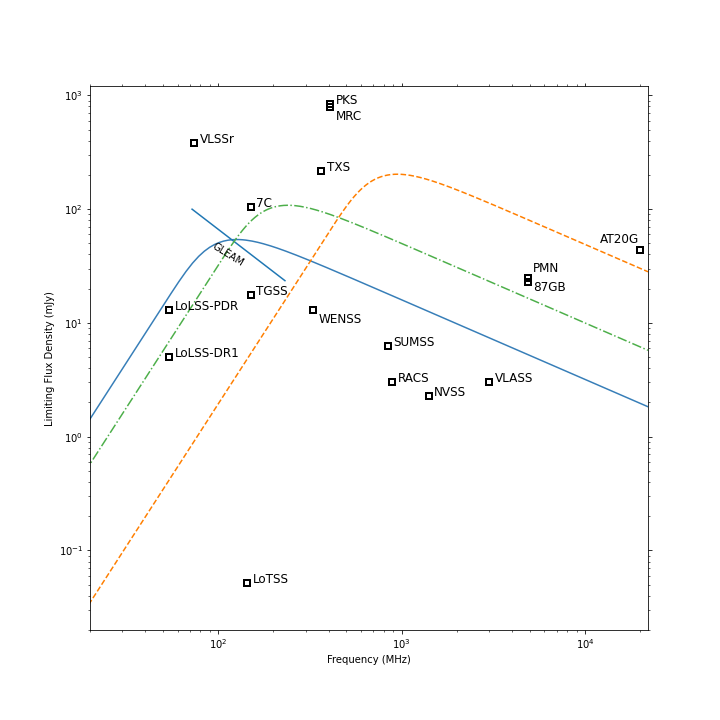 10³
PKS
MRC
VLSSr
TXS
7C
10²
AT20G
GLEAM
PMN
87GB
TGSS
LoLSS-PDR
WENSS
10¹
SUMSS
LoLSS-DR1
RACS
VLASS
NVSS
10⁰
10⁻¹
LoTSS
Limiting Flux Density (mJy)
10²
10³
10⁴
Frequency (MHz)